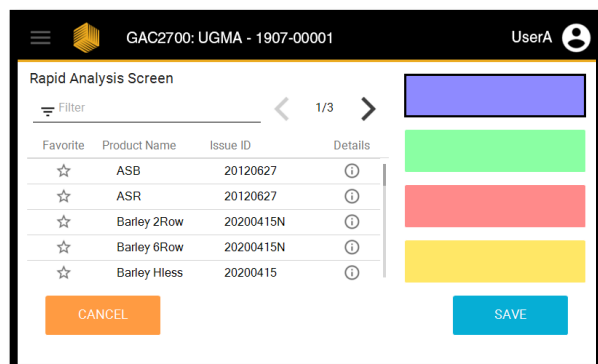 GAC2700: UGMA - 1907-00001 UserA
Rapid Analysis Screen
Filter 1/3
Favorite Product Name Issue ID Details
ASB 20120627
ASR 20120627
Barley 2Row 20200415N
Barley 6Row 20200415N
Barley Hless 20200415
CANCEL SAVE